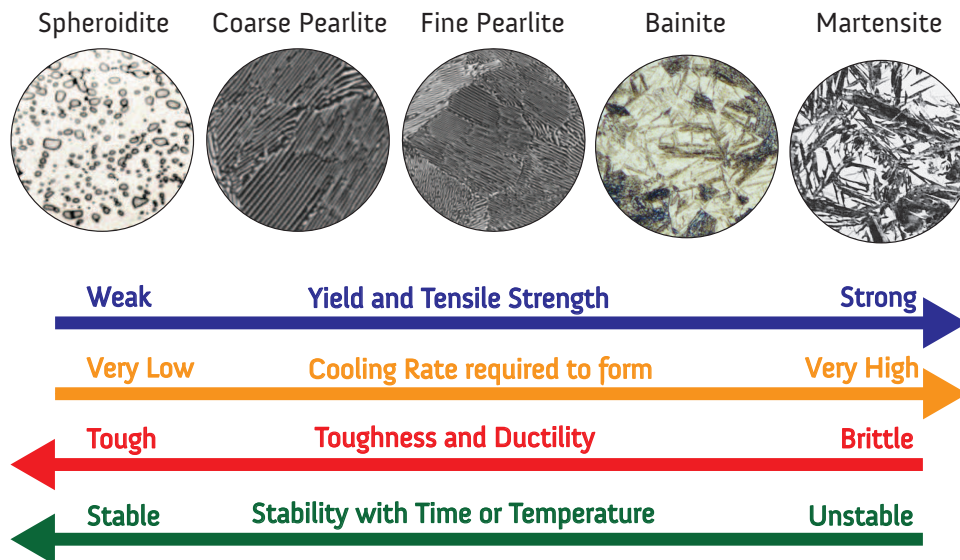 Spheroidite Coarse Pearlite Fine Pearlite Bainite Martensite
Weak Yield and Tensile Strength Strong
Very Low Cooling Rate required to form Very High
Tough Toughness and Ductility Brittle
Stable Stability with Time or Temperature Unstable